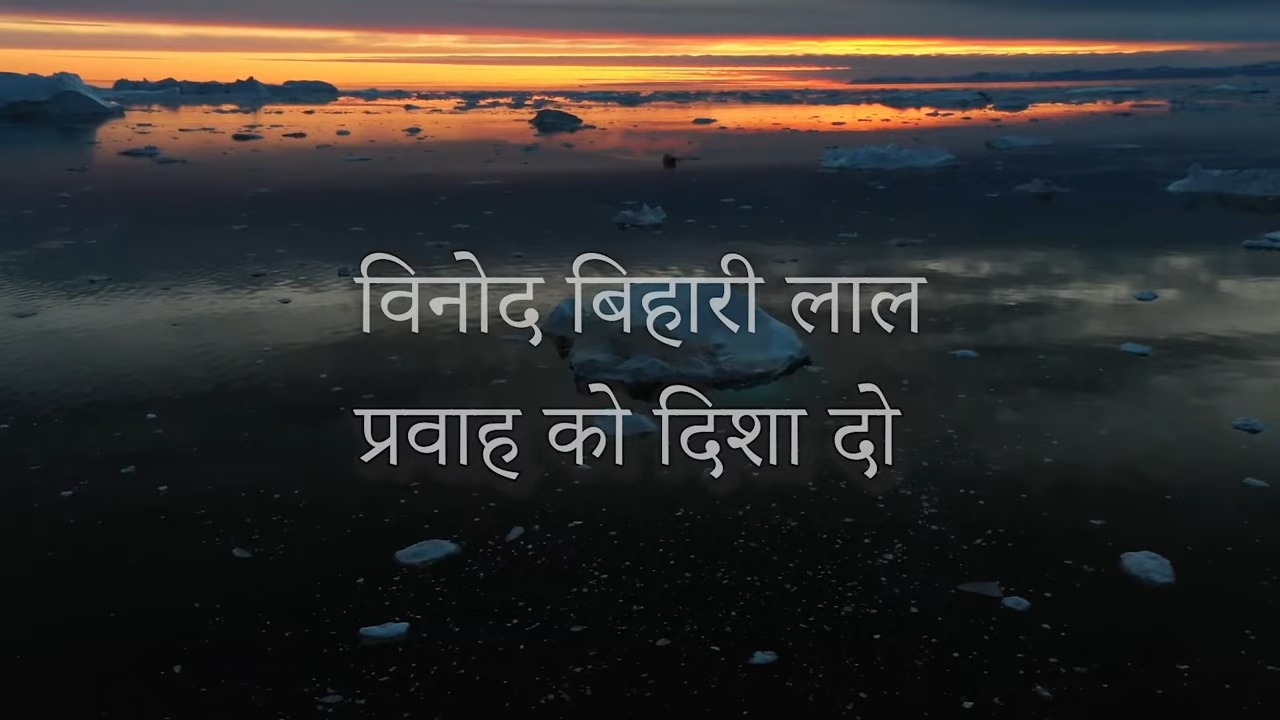 विनोद बिहारी लाल
प्रवाह को दिशा दो